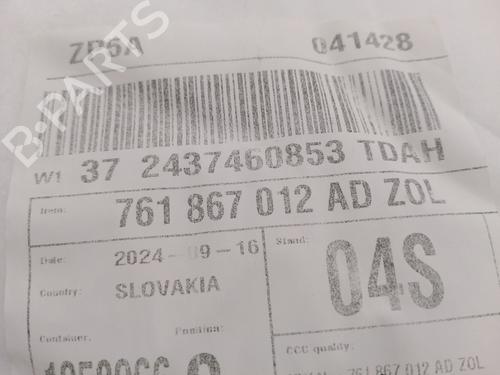 ZP6A 041428
W1 37 2437460853 TDAH
Item: 761 867 012 AD ZOL
Date: 2024-09-16 Stand:
Country: SLOVAKIA 04S
Container: Position:
CCC quality:
761 867 012 AD ZOL
B-PARTS